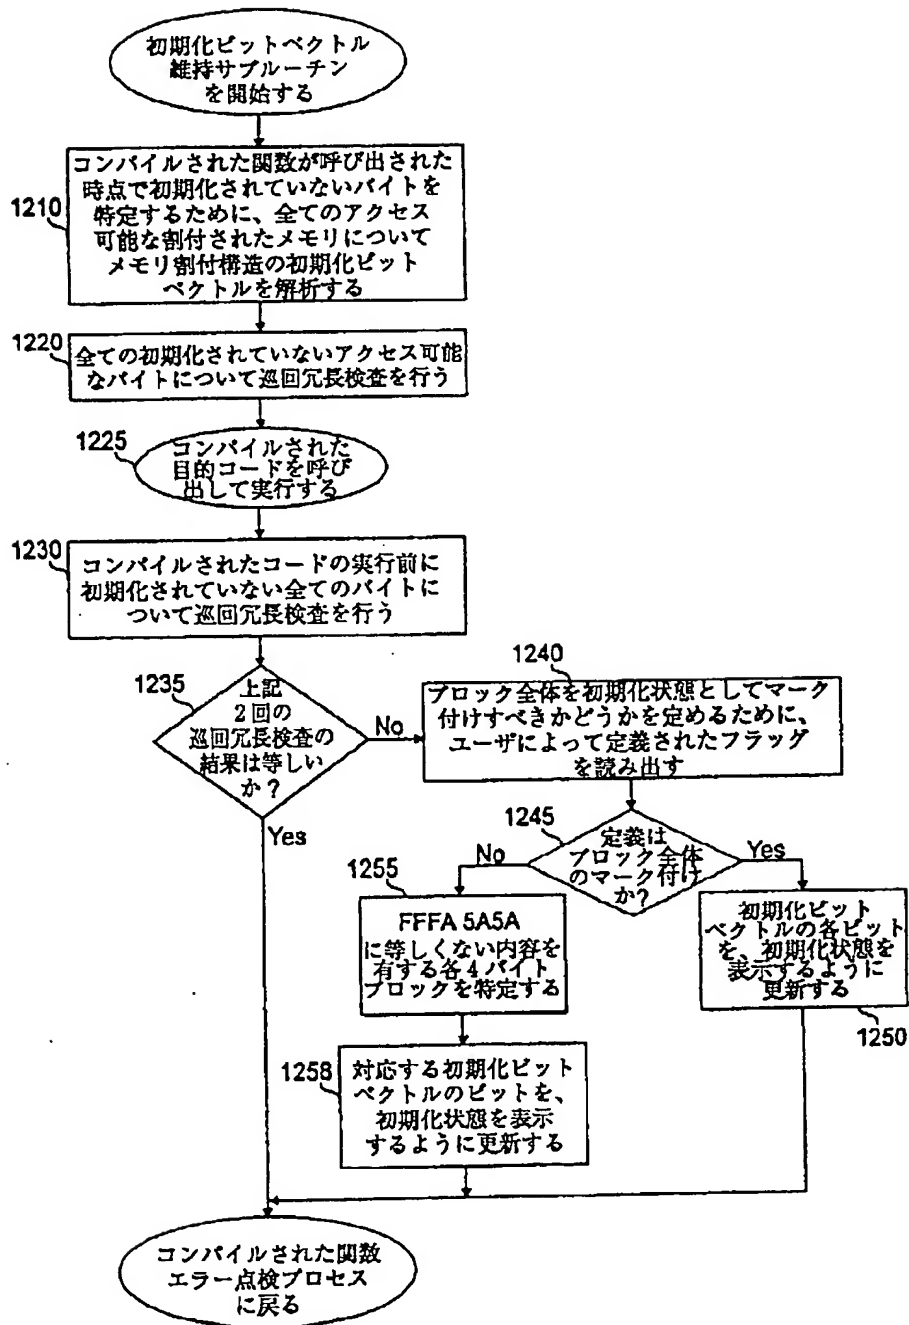 初期化ビットベクトル
維持サブルーチン
を開始する
1210
コンパイルされた関数が呼び出された
時点で初期化されていないバイトを
特定するために、全てのアクセス
可能な割付されたメモリについて
メモリ割付構造の初期化ビット
ベクトルを解析する
1220
全ての初期化されていないアクセス可能
なバイトについて巡回冗長検査を行う
1225
コンパイルされた
目的コードを呼び
出して実行する
1230
コンパイルされたコードの実行前に
初期化されていない全てのバイトに
ついて巡回冗長検査を行う
1235
上記
2回の
巡回冗長検査の
結果は等しい
か?
No
Yes
1240
ブロック全体を初期化状態としてマーク
付けすべきかどうかを定めるために、
ユーザによって定義されたフラッグ
を読み出す
1245
定義は
ブロック全体
のマーク付け
か?
No
Yes
1255
FFFA 5A5A
に等しくない内容を
有する各4バイト
ブロックを特定する
初期化ビット
ベクトルの各ビット
を、初期化状態を
表示するように
更新する
1250
1258
対応する初期化ビット
ベクトルのビットを、
初期化状態を表示
するように更新する
コンパイルされた関数
エラー点検プロセス
に戻る